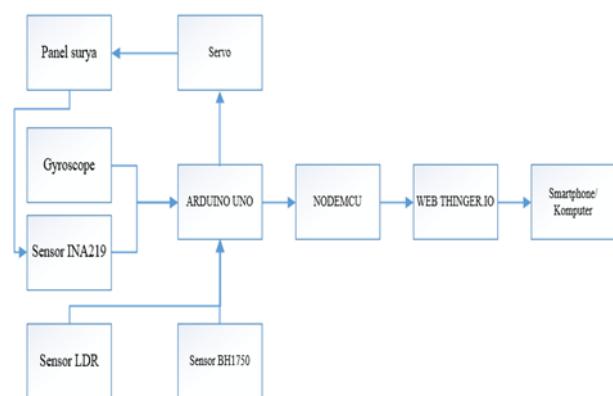 Panel surya
Servo
Gyroscope
ARDUINO UNO
NODEMCU
WEB THINGER.IO
Smartphone/
Komputer
Sensor INA219
Sensor LDR
Sensor BH1750